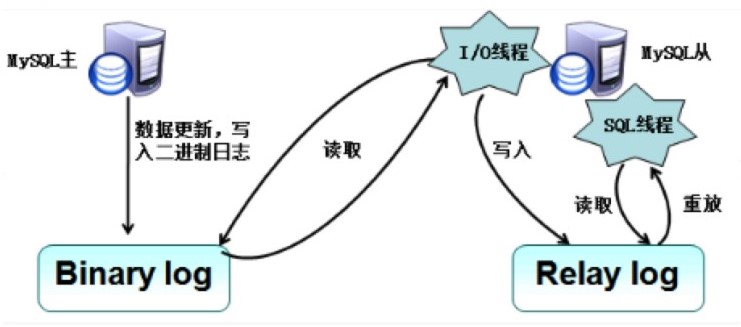 MySQL主
I/O线程
MySQL从
SQL线程
数据更新，写
入二进制日志
读取
写入
读取
重放
Binary log
Relay log